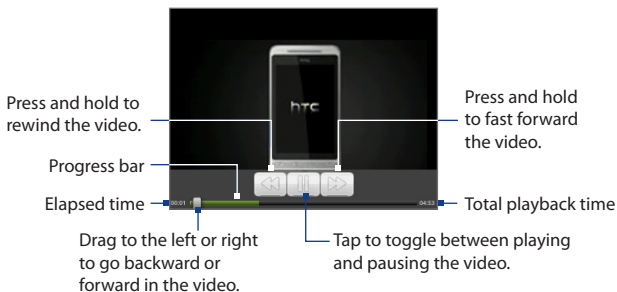 hTC
Press and hold to
rewind the video.
Press and hold
to fast forward
the video.
Progress bar
Elapsed time
00:01
04:53
Total playback time
Drag to the left or right
to go backward or
forward in the video.
Tap to toggle between playing
and pausing the video.